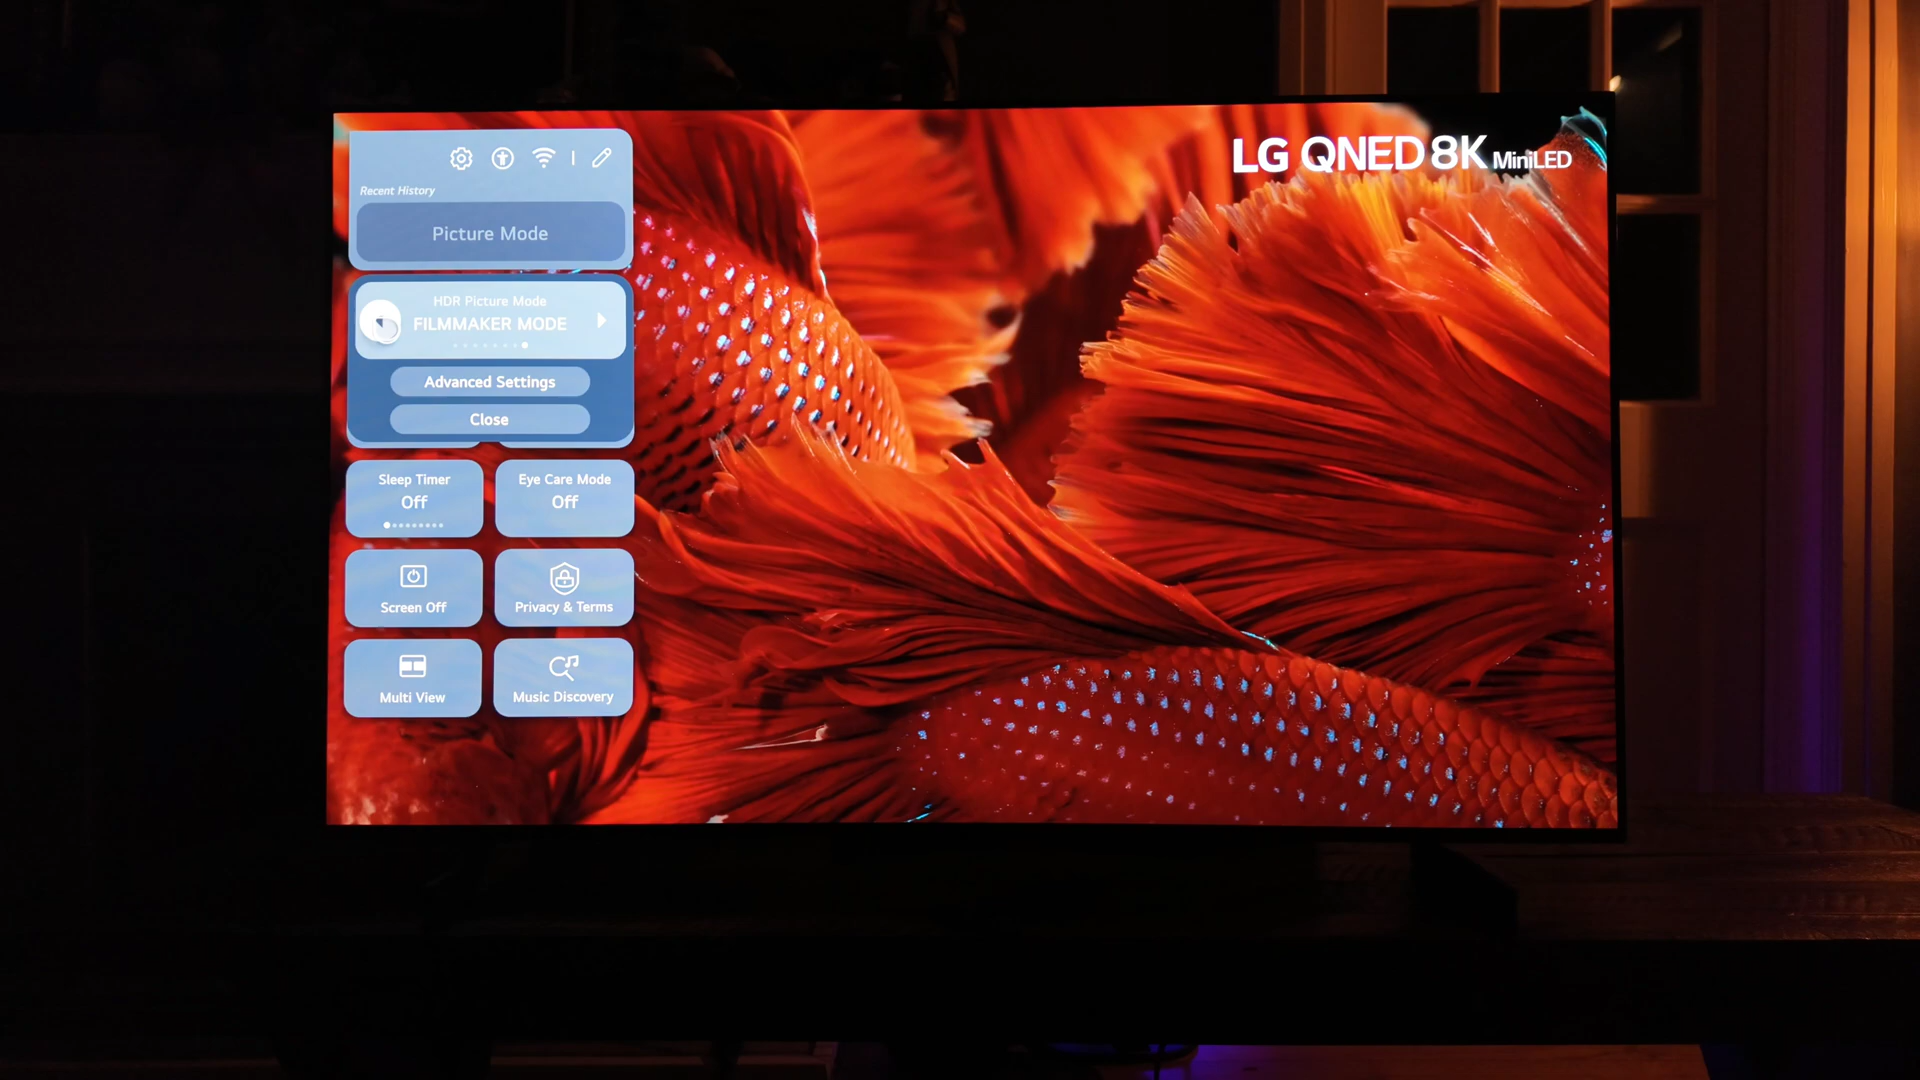 LG QNED 8K MiniLED
Recent History
Picture Mode
HDR Picture Mode
FILMMAKER MODE
Advanced Settings
Close
Sleep Timer
Off
Eye Care Mode
Off
Screen Off
Privacy & Terms
Multi View
Music Discovery